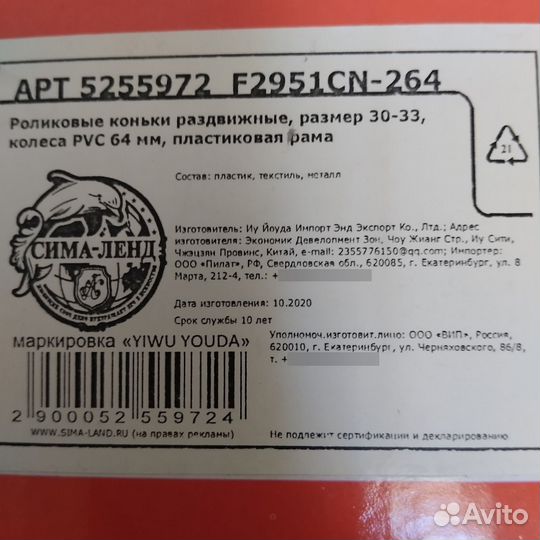 АРТ 5255972 F2951CN-264
Роликовые коньки раздвижные, размер 30-33,
колеса PVC 64 мм, пластиковая рама
21
Состав: пластик, текстиль, металл
СИМА-ЛЕНД
Изготовитель: Иу Йоуда Импорт Энд Экспорт Ко., Лтд.; Адрес
изготовителя: Экономик Девелопмент Зон, Чоу Жианг Стр., Иу Сити,
Чжэцзян Провинс, Китай, e-mail: 2355776150@qq.com; Импортер:
ООО «Пилат», РФ, Свердловская обл., 620085, г. Екатеринбург, ул. 8
Марта, 212-4, тел.: +
Дата изготовления: 10.2020
Срок службы 10 лет
Уполномоч.изготовит.лицо: ООО «ВИП», Россия,
620010, г. Екатеринбург, ул. Черняховского, 86/8,
т. +
маркировка «YIWU YOUDA»
2 900052 559724
WWW.SIMA-LAND.RU (на правах рекламы)
Не подлежит сертификации и декларированию
Avito